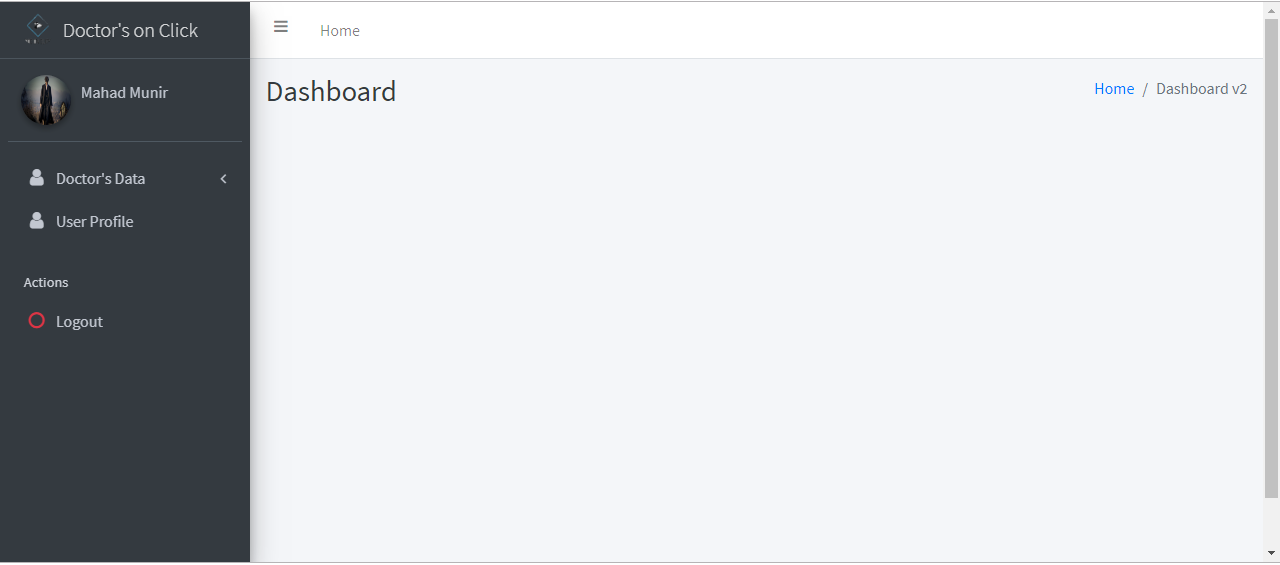 Doctor's on Click
Home
Mahad Munir
Dashboard
Home / Dashboard v2
Doctor's Data
User Profile
Actions
Logout